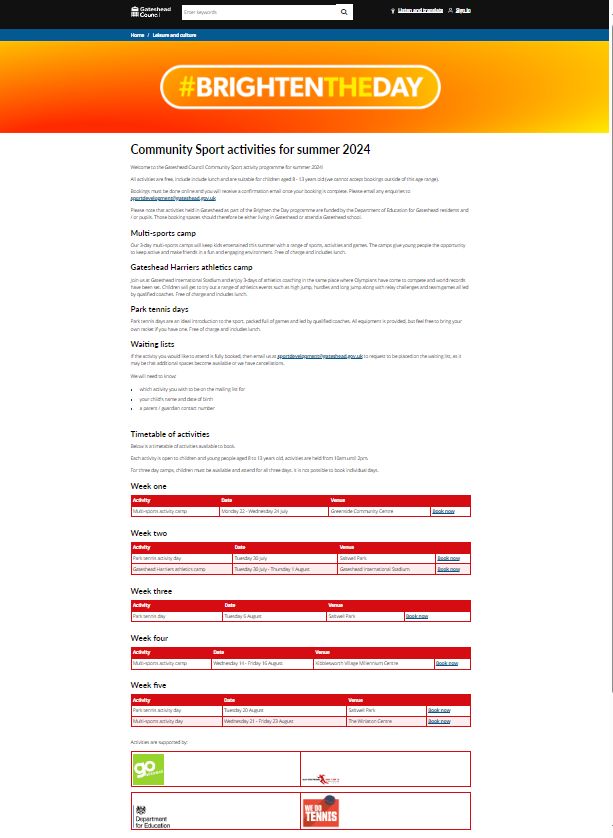 Gateshead
Council
Enter keywords
Listen and translate
Sign in
Home / Leisure and culture
#BRIGHTENTHEDAY
Community Sport activities for summer 2024
Welcome to the Gateshead Council Community Sport activity programme for summer 2024!
All activities are free, include include lunch and are suitable for children aged 8 - 13 years old (we cannot accept bookings outside of this age range).
Bookings must be done online and you will receive a confirmation email once your booking is complete. Please email any enquiries to
sportdevelopment@gateshead.gov.uk
Please note that activities held in Gateshead as part of the Brighten the Day programme are funded by the Department of Education for Gateshead residents and
/ or pupils. Those booking spaces should therefore be either living in Gateshead or attend a Gateshead school.
Multi-sports camp
Our 3-day multi-sports camps will keep kids entertained this summer with a range of sports, activities and games. The camps give young people the opportunity
to keep active and make friends in a fun and engaging environment. Free of charge and includes lunch.
Gateshead Harriers athletics camp
Join us at Gateshead International Stadium and enjoy 3-days of athletics coaching in the same place where Olympians have come to compete and world records
have been set. Children will get to try out a range of athletics events such as high jump, hurdles and long jump along with relay challenges and team games all led
by qualified coaches. Free of charge and includes lunch.
Park tennis days
Park tennis days are an ideal introduction to the sport, packed full of games and led by qualified coaches. All equipment is provided, but feel free to bring your
own racket if you have one. Free of charge and includes lunch.
Waiting lists
If the activity you would like to attend is fully booked, then email us at sportdevelopment@gateshead.gov.uk to request to be placed on the waiting list, as it
may be that additional spaces become available or we have cancellations.
We will need to know:
which activity you wish to be on the mailing list for
your child's name and date of birth
a parent / guardian contact number
Timetable of activities
Below is a timetable of activities available to book.
Each activity is open to children and young people aged 8 to 13 years old, activities are held from 10am until 2pm.
For three day camps, children must be available and attend for all three days. It is not possible to book individual days.
Week one
Activity Date Venue
Multi-sports activity camp Monday 22 - Wednesday 24 July Greenside Community Centre Book now
Week two
Activity Date Venue
Park tennis activity day Tuesday 30 July Saltwell Park Book now
Gateshead Harriers athletics camp Tuesday 30 July - Thursday 1 August Gateshead International Stadium Book now
Week three
Activity Date Venue
Park tennis day Tuesday 6 August Saltwell Park Book now
Week four
Activity Date Venue
Multi-sports activity camp Wednesday 14 - Friday 16 August Kibblesworth Village Millennium Centre Book now
Week five
Activity Date Venue
Park tennis activity day Tuesday 20 August Saltwell Park Book now
Multi-sports activity day Wednesday 21 - Friday 23 August The Winlaton Centre Book now
Activities are supported by:
go
Department
for Education
WE DO
TENNIS